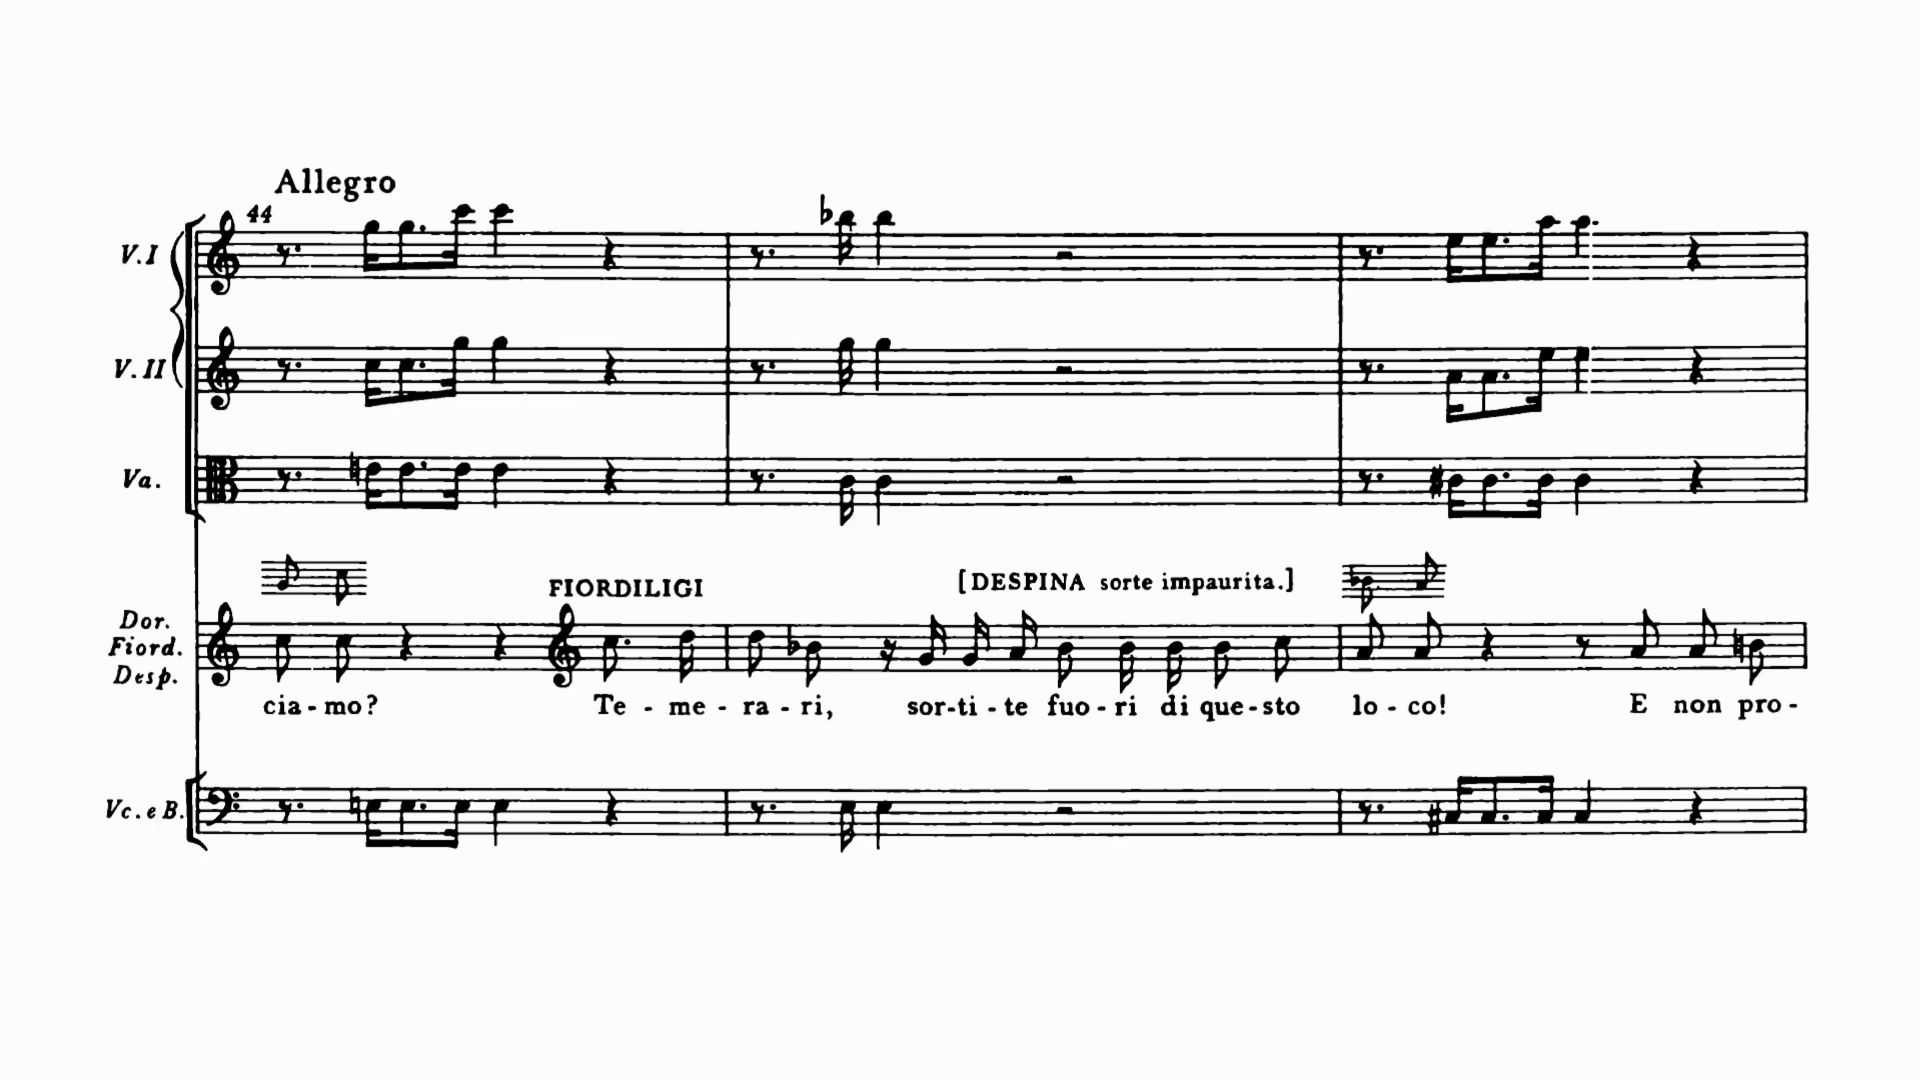 Allegro
44
V.I
V.II
Va.
FIORDILIGI [DESPINA sorte impaurita.]
Dor.
Fiord.
Desp.
cia-mo? Te - me - ra - ri, sor-ti-te fuo-ri di que-sto lo-co! E non pro-
Vc.e B.